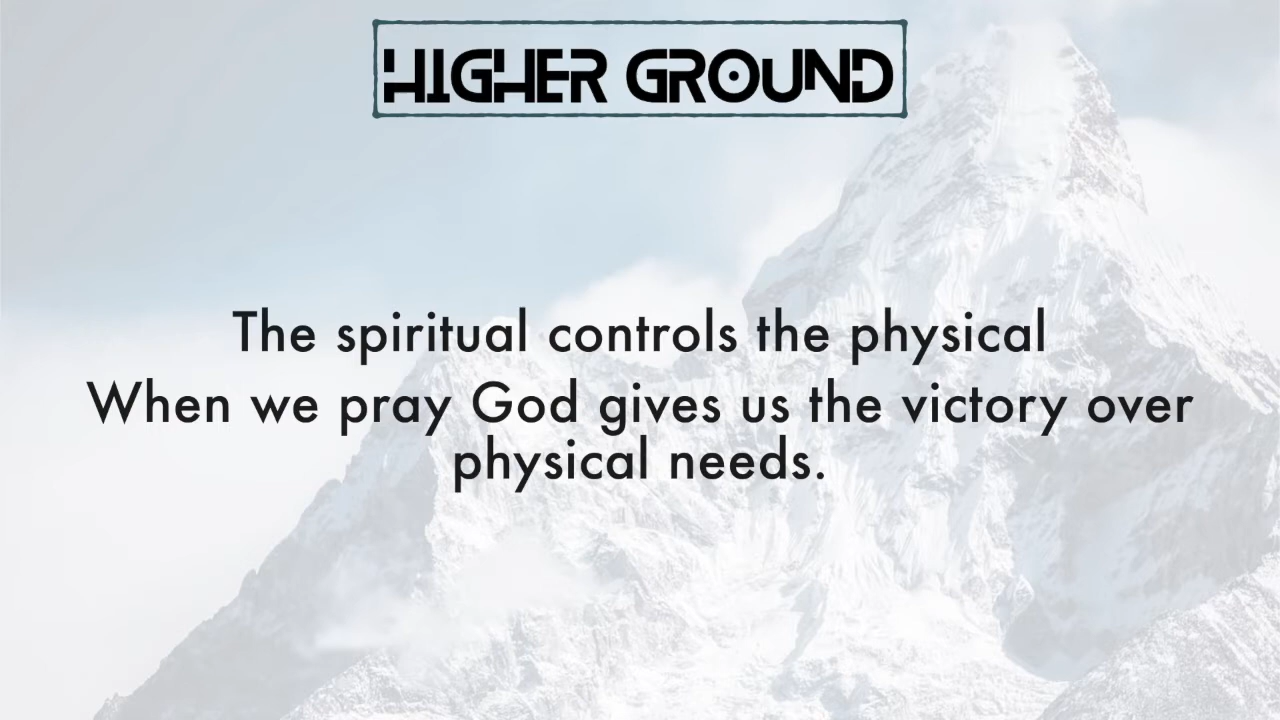 HIGHER GROUND
The spiritual controls the physical
When we pray God gives us the victory over
physical needs.